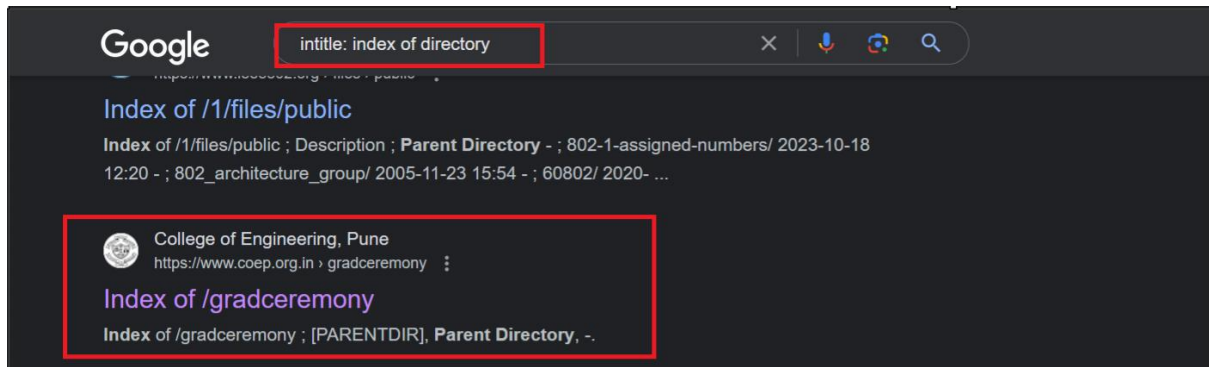 Google
intitle: index of directory
Index of /1/files/public
Index of /1/files/public ; Description ; Parent Directory - ; 802-1-assigned-numbers/ 2023-10-18
12:20 - ; 802_architecture_group/ 2005-11-23 15:54 - ; 60802/ 2020- ...
College of Engineering, Pune
https://www.coep.org.in › gradceremony
Index of /gradceremony
Index of /gradceremony ; [PARENTDIR], Parent Directory, -.